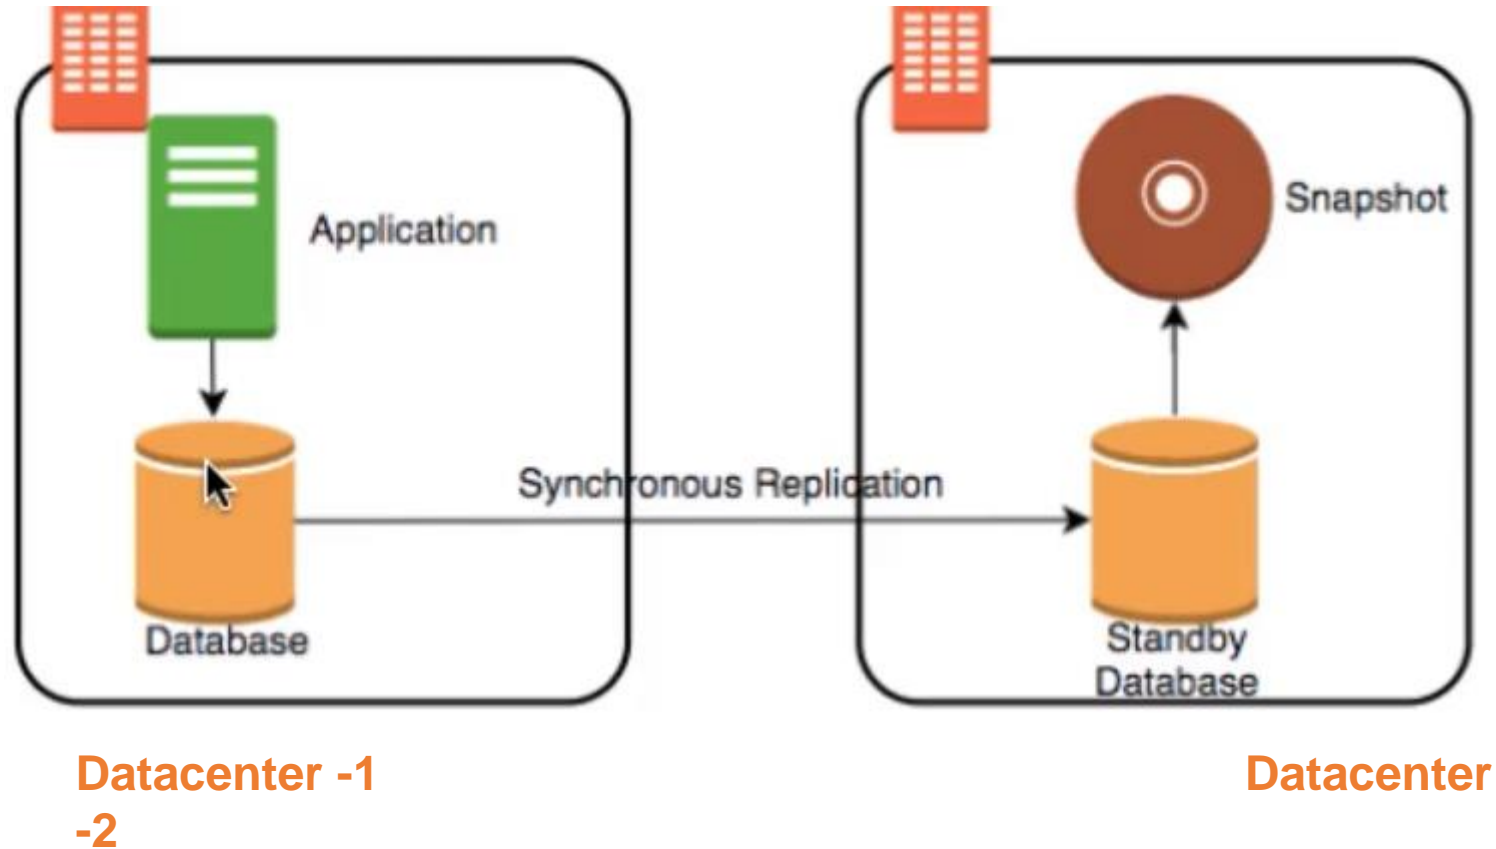 Application
Snapshot
Synchronous Replication
Database
Standby
Database
Datacenter -1 Datacenter
-2